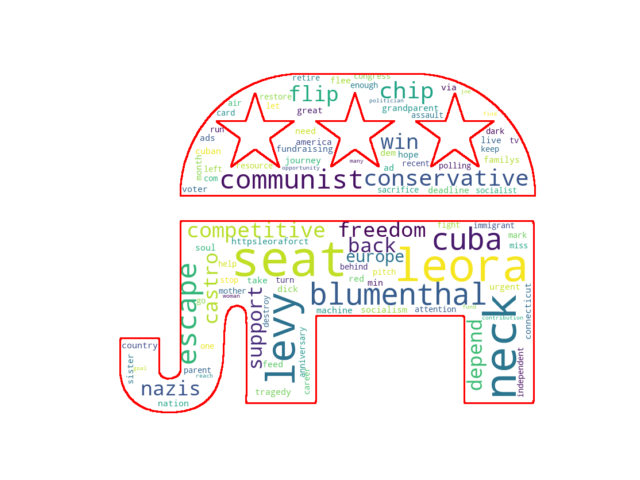 retire
flee
congress
enough
flip
chip
via
restore
politician
air
let
great
grandparent
card
assault
run
need
win
dark
ads
america
live
tv
fundraising
keep
cuban
dem
hope
month
journey
recent
familys
left
resource
opportunity
many
ad
polling
com
communist
conservative
voter
sacrifice
deadline
socialist
competitive
freedom
fight
immigrant
httpsleoraforct
back
cuba
mark
soul
seat
europe
leora
miss
help
behind
pitch
escape
castro
stop
take
turn
red
min
mother
dick
blumenthal
urgent
go
woman
destroy
levy
support
machine
socialism
attention
fund
neck
contribution
connecticut
country
one
anniversary
depend
independent
sister
parent
feed
reach
career
nazis
tragedy
nation